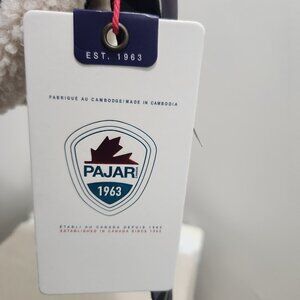 EST. 1963
FABRIQUÉ AU CAMBODGE/MADE IN CAMBODIA
PAJAR
1963
ÉTABLI AU CANADA DEPUIS 1963
ESTABLISHED IN CANADA SINCE 1963